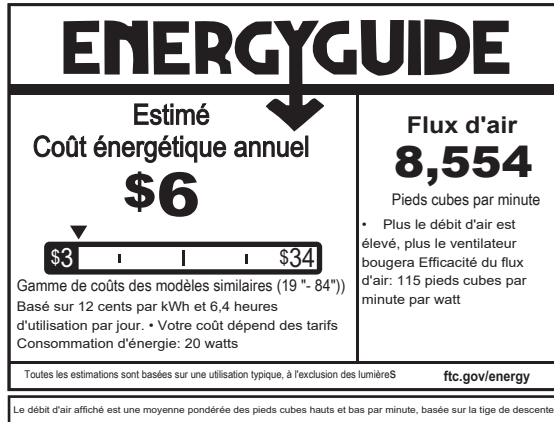 ENERGYGUIDE
Estimé
Coût énergétique annuel
$6
$3
$34
Gamme de coûts des modèles similaires (19 "- 84"))
Basé sur 12 cents par kWh et 6,4 heures
d'utilisation par jour. • Votre coût dépend des tarifs
Consommation d'énergie: 20 watts
Flux d'air
8,554
Pieds cubes par minute
• Plus le débit d'air est
élevé, plus le ventilateur
bougera Efficacité du flux
d'air: 115 pieds cubes par
minute par watt
Toutes les estimations sont basées sur une utilisation typique, à l'exclusion des lumièreS
ftc.gov/energy
Le débit d'air affiché est une moyenne pondérée des pieds cubes hauts et bas par minute, basée sur la tige de descente